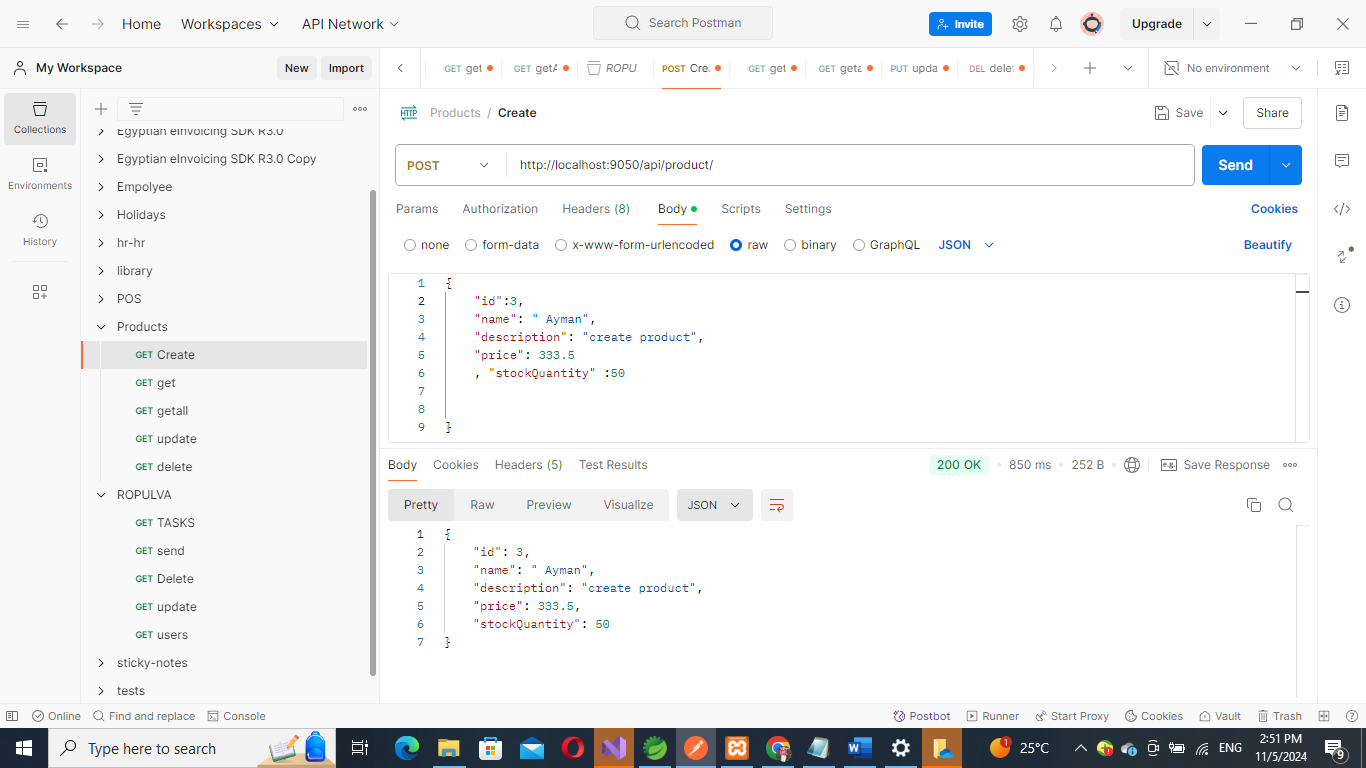 Home Workspaces API Network Search Postman Invite Upgrade
My Workspace New Import GET get GET getA ROPU POST Cre GET get GET geta PUT upda DEL dele No environment
Collections
Environments
History
Egyptian eInvoicing SDK R3.0
Egyptian eInvoicing SDK R3.0 Copy
Empolyee
Holidays
hr-hr
library
POS
Products
GET Create
GET get
GET getall
GET update
GET delete
ROPULVA
GET TASKS
GET send
GET Delete
GET update
GET users
sticky-notes
tests
HTTP Products / Create Save Share
POST http://localhost:9050/api/product/ Send
Params Authorization Headers (8) Body Scripts Settings Cookies
none form-data x-www-form-urlencoded raw binary GraphQL JSON Beautify
1 {
2 "id":3,
3 "name": " Ayman",
4 "description": "create product",
5 "price": 333.5
6 , "stockQuantity" :50
7
8
9 }
Body Cookies Headers (5) Test Results 200 OK 850 ms 252 B e.g. Save Response
Pretty Raw Preview Visualize JSON
1 {
2 "id": 3,
3 "name": " Ayman",
4 "description": "create product",
5 "price": 333.5,
6 "stockQuantity": 50
7 }
Online Find and replace Console Postbot Runner Start Proxy Cookies Vault Trash
Type here to search 1 25°C ENG 2:51 PM
11/5/2024 9